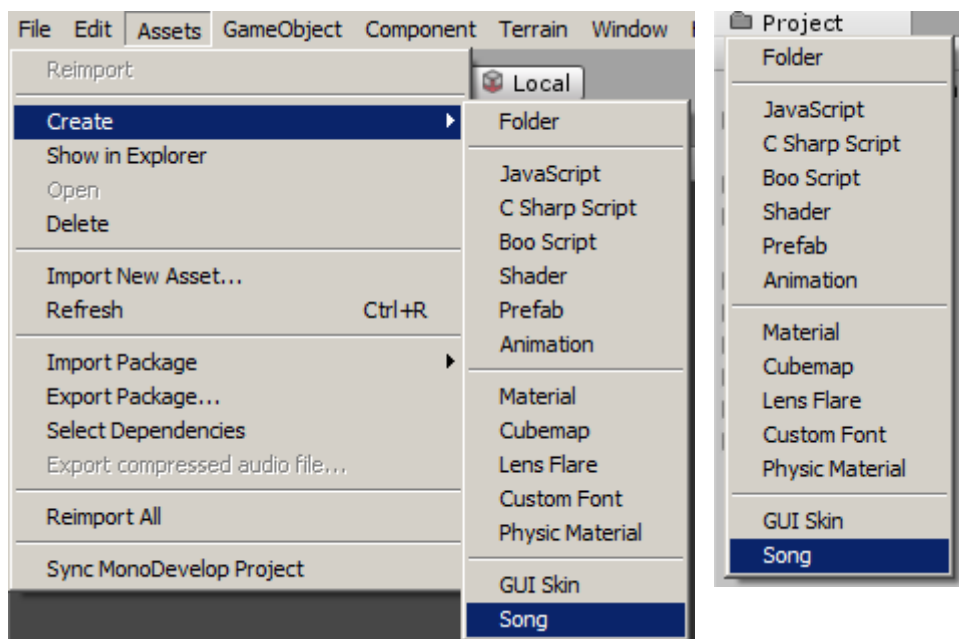 File Edit Assets GameObject Component Terrain Window
Reimport
Local
Create
Show in Explorer
Open
Delete
Import New Asset...
Refresh Ctrl+R
Import Package
Export Package...
Select Dependencies
Export compressed audio file...
Reimport All
Sync MonoDevelop Project
Folder
JavaScript
C Sharp Script
Boo Script
Shader
Prefab
Animation
Material
Cubemap
Lens Flare
Custom Font
Physic Material
GUI Skin
Song
Project
Folder
JavaScript
C Sharp Script
Boo Script
Shader
Prefab
Animation
Material
Cubemap
Lens Flare
Custom Font
Physic Material
GUI Skin
Song